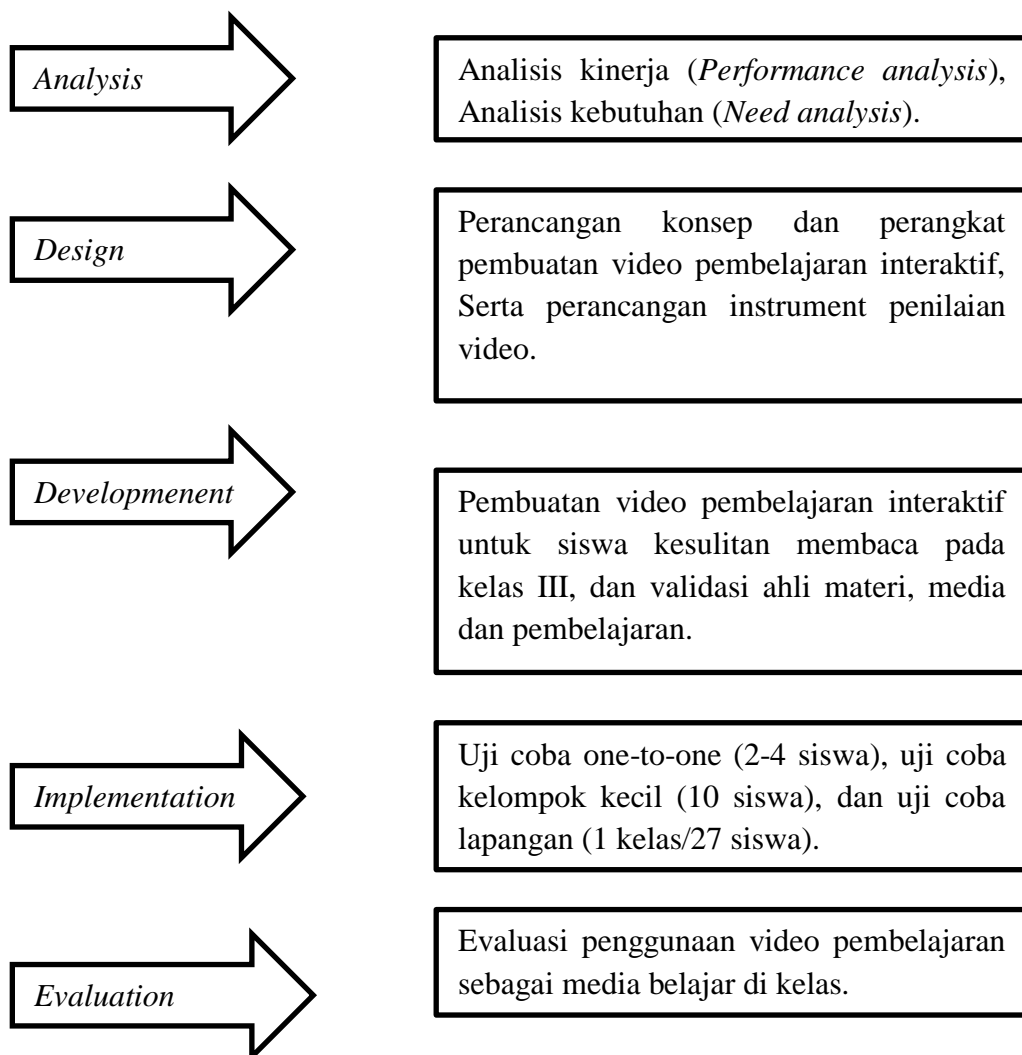 Analysis
Analisis kinerja (Performance analysis),
Analisis kebutuhan (Need analysis).
Design
Perancangan konsep dan perangkat
pembuatan video pembelajaran interaktif,
Serta perancangan instrument penilaian
video.
Developmenent
Pembuatan video pembelajaran interaktif
untuk siswa kesulitan membaca pada
kelas III, dan validasi ahli materi, media
dan pembelajaran.
Implementation
Uji coba one-to-one (2-4 siswa), uji coba
kelompok kecil (10 siswa), dan uji coba
lapangan (1 kelas/27 siswa).
Evaluation
Evaluasi penggunaan video pembelajaran
sebagai media belajar di kelas.